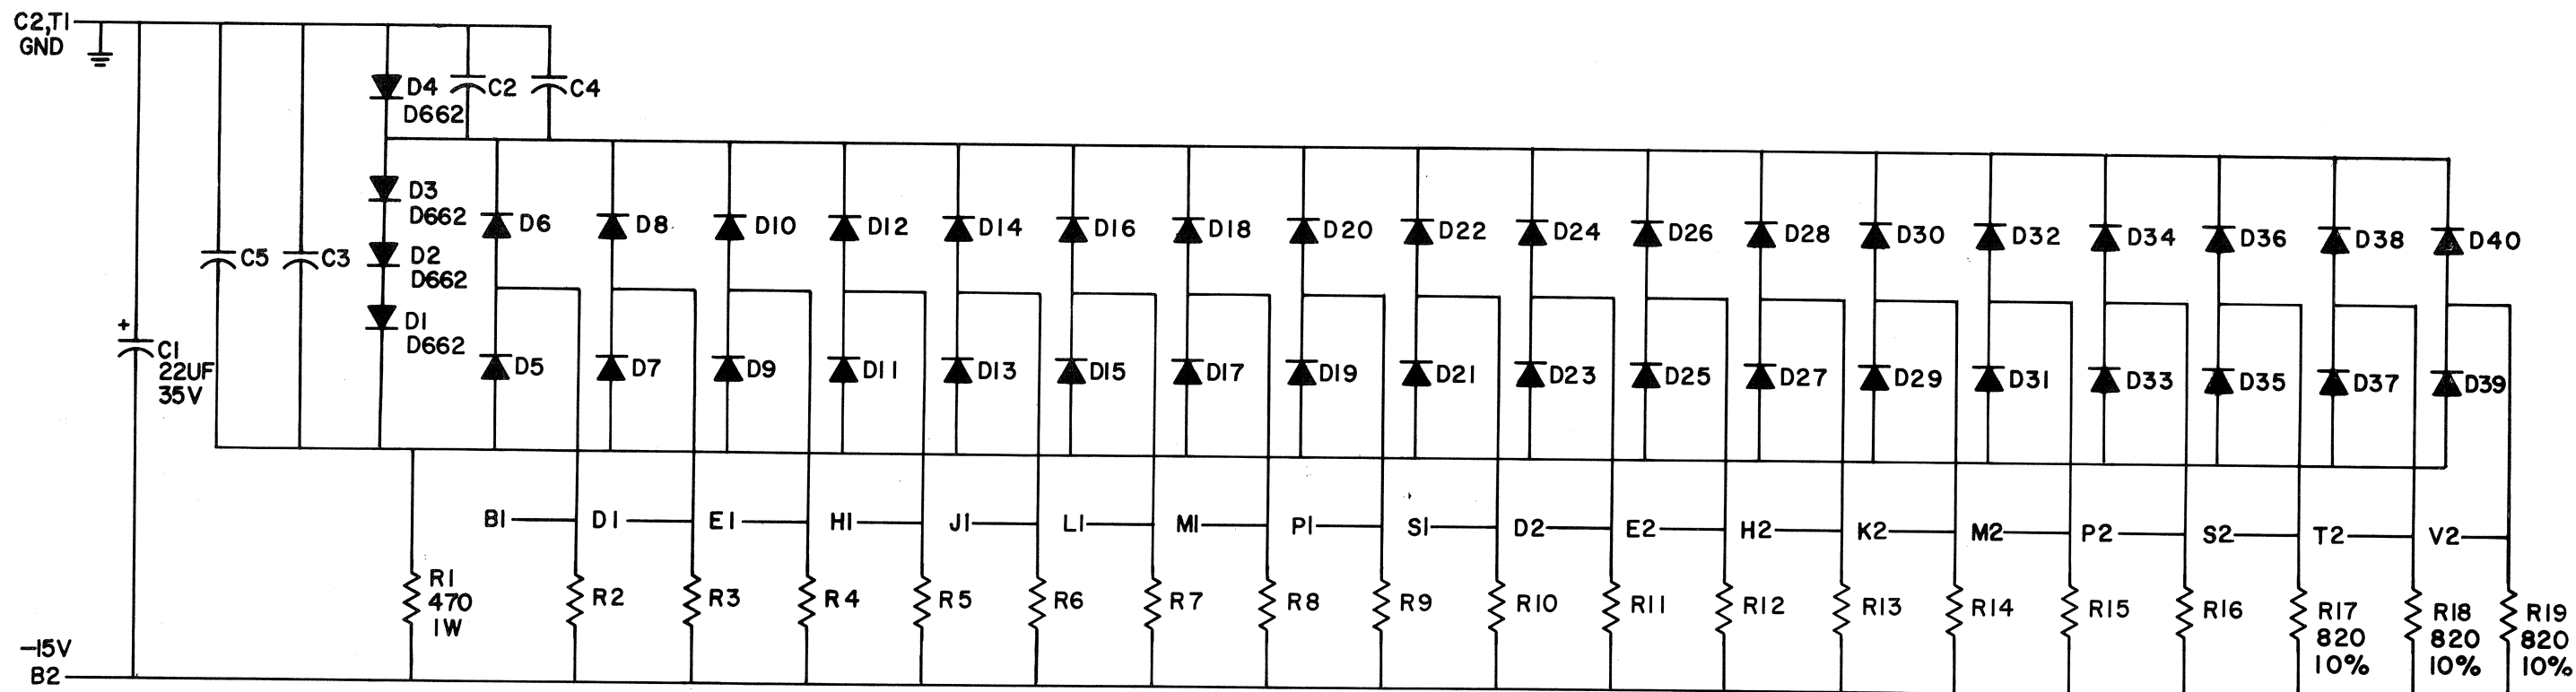 C2,T1
GND
D4
D662
C2
C4
D3
D662
D2
D662
D1
D662
C5
C3
+
C1
22UF
35V
D6
D8
D10
D12
D14
D16
D18
D20
D22
D24
D26
D28
D30
D32
D34
D36
D38
D40
D5
D7
D9
D11
D13
D15
D17
D19
D21
D23
D25
D27
D29
D31
D33
D35
D37
D39
B1
D1
E1
H1
J1
L1
M1
P1
S1
D2
E2
H2
K2
M2
P2
S2
T2
V2
R1
470
1W
R2
R3
R4
R5
R6
R7
R8
R9
R10
R11
R12
R13
R14
R15
R16
R17
820
10%
R18
820
10%
R19
820
10%
-15V
B2